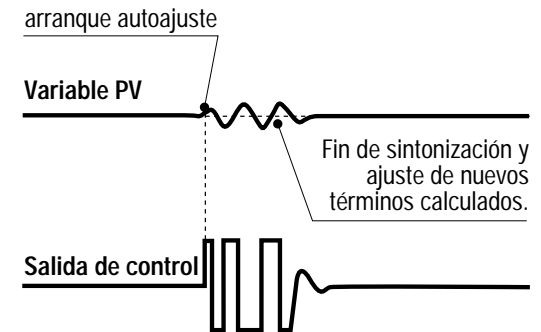 arranque autoajuste
Variable PV
Fin de sintonización y
ajuste de nuevos
términos calculados.
Salida de control